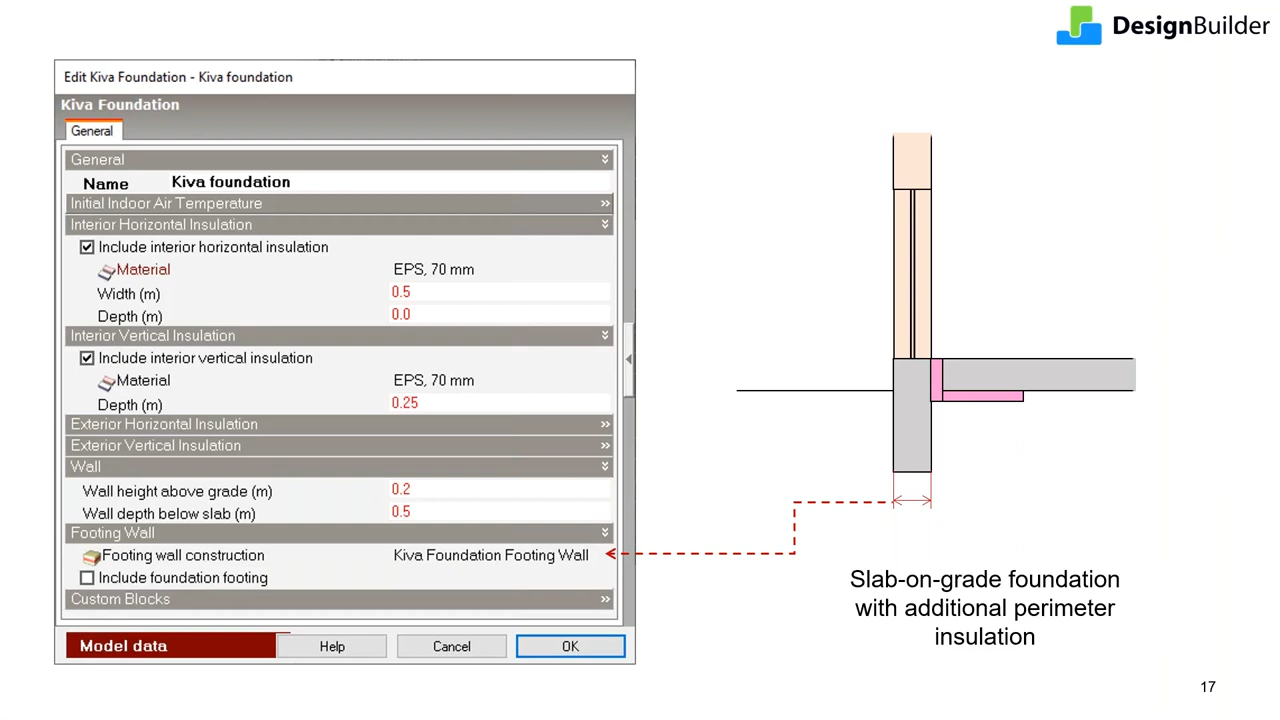 DesignBuilder
Edit Kiva Foundation - Kiva foundation
Kiva Foundation
General
General
Name Kiva foundation
Initial Indoor Air Temperature
Interior Horizontal Insulation
Include interior horizontal insulation
Material EPS, 70 mm
Width (m) 0.5
Depth (m) 0.0
Interior Vertical Insulation
Include interior vertical insulation
Material EPS, 70 mm
Depth (m) 0.25
Exterior Horizontal Insulation
Exterior Vertical Insulation
Wall
Wall height above grade (m) 0.2
Wall depth below slab (m) 0.5
Footing Wall
Footing wall construction Kiva Foundation Footing Wall
Include foundation footing
Custom Blocks
Model data Help Cancel OK
Slab-on-grade foundation
with additional perimeter
insulation
17